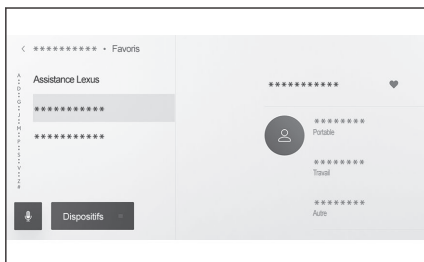 < ********** • Favoris
Assistance Lexus
***********
***********
A
D
G
J
M
P
S
V
Z
#
***********
********
Portable
********
Travail
********
Autre
Dispositifs